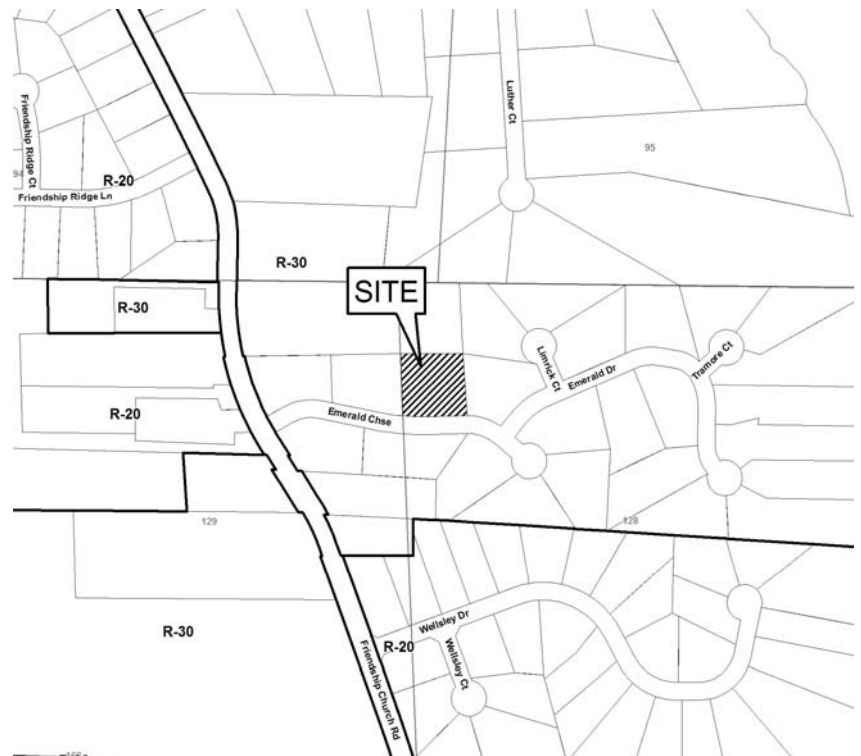 Luther Ct
Friendship Ridge Ct
95
94
R-20
Friendship Ridge Ln
R-30
SITE
R-30
Limrick Ct
Tramore Ct
Emerald Dr
R-20
Emerald Chse
129
128
Wellsley Dr
R-30
R-20
Wellsley Ct
Friendship Church Rd